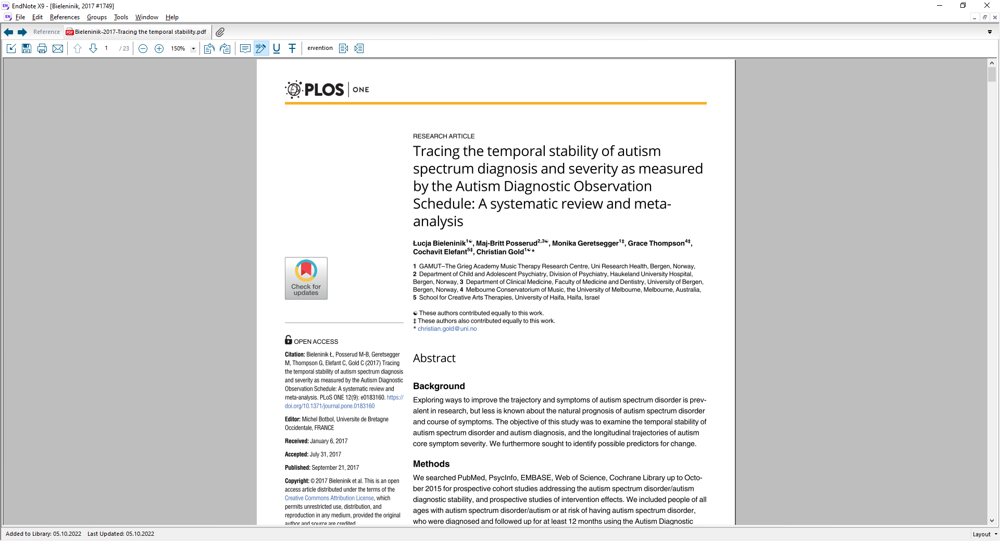 EndNote X9 - [Bieleninik, 2017 #1749]
File Edit References Groups Tools Window Help
Reference Bieleninik-2017-Tracing the temporal stability.pdf
1 / 23 150% ervention
PLOS ONE
RESEARCH ARTICLE
Tracing the temporal stability of autism
spectrum diagnosis and severity as measured
by the Autism Diagnostic Observation
Schedule: A systematic review and meta-
analysis
Łucja Bieleninik1☯, Maj-Britt Posserud2,3☯, Monika Geretsegger1‡, Grace Thompson4‡,
Cochavit Elefant5‡, Christian Gold1☯*
1 GAMUT–The Grieg Academy Music Therapy Research Centre, Uni Research Health, Bergen, Norway,
2 Department of Child and Adolescent Psychiatry, Division of Psychiatry, Haukeland University Hospital,
Bergen, Norway, 3 Department of Clinical Medicine, Faculty of Medicine and Dentistry, University of Bergen,
Bergen, Norway, 4 Melbourne Conservatorium of Music, the University of Melbourne, Melbourne, Australia,
5 School for Creative Arts Therapies, University of Haifa, Haifa, Israel
☯ These authors contributed equally to this work.
‡ These authors also contributed equally to this work.
* christian.gold@uni.no
Check for
updates
OPEN ACCESS
Citation: Bieleninik Ł, Posserud M-B, Geretsegger
M, Thompson G, Elefant C, Gold C (2017) Tracing
the temporal stability of autism spectrum diagnosis
and severity as measured by the Autism Diagnostic
Observation Schedule: A systematic review and
meta-analysis. PLoS ONE 12(9): e0183160. https://
doi.org/10.1371/journal.pone.0183160
Editor: Michel Botbol, Universite de Bretagne
Occidentale, FRANCE
Received: January 6, 2017
Accepted: July 31, 2017
Published: September 21, 2017
Copyright: © 2017 Bieleninik et al. This is an open
access article distributed under the terms of the
Creative Commons Attribution License, which
permits unrestricted use, distribution, and
reproduction in any medium, provided the original
author and source are credited.
Abstract
Background
Exploring ways to improve the trajectory and symptoms of autism spectrum disorder is prev-
alent in research, but less is known about the natural prognosis of autism spectrum disorder
and course of symptoms. The objective of this study was to examine the temporal stability of
autism spectrum disorder and autism diagnosis, and the longitudinal trajectories of autism
core symptom severity. We furthermore sought to identify possible predictors for change.
Methods
We searched PubMed, PsycInfo, EMBASE, Web of Science, Cochrane Library up to Octo-
ber 2015 for prospective cohort studies addressing the autism spectrum disorder/autism
diagnostic stability, and prospective studies of intervention effects. We included people of all
ages with autism spectrum disorder/autism or at risk of having autism spectrum disorder,
who were diagnosed and followed up for at least 12 months using the Autism Diagnostic
Added to Library: 05.10.2022 Last Updated: 05.10.2022
Layout